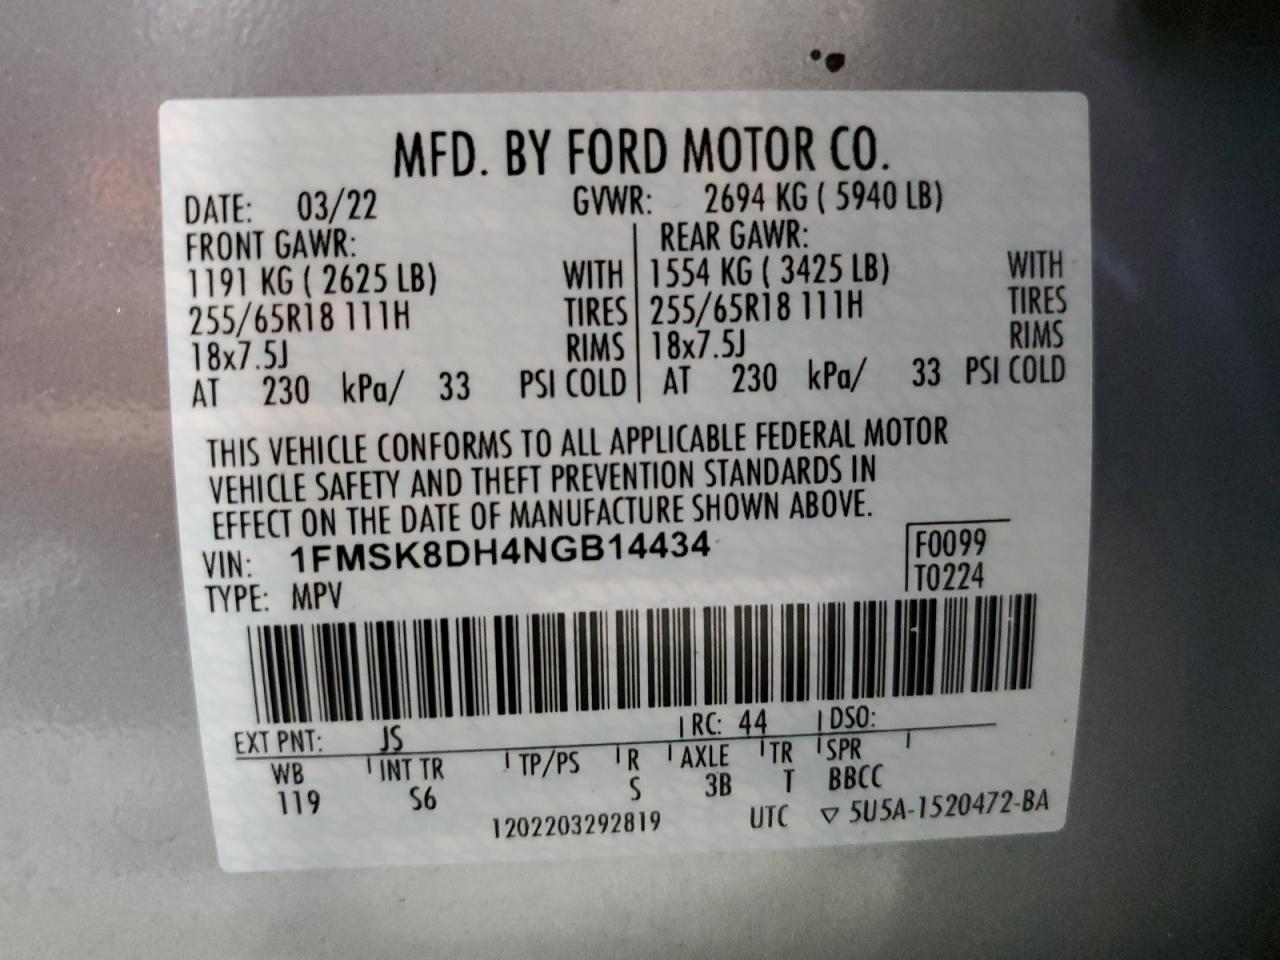 MFD. BY FORD MOTOR CO.
DATE: 03/22 GVWR: 2694 KG ( 5940 LB)
FRONT GAWR: REAR GAWR:
1191 KG ( 2625 LB) WITH 1554 KG ( 3425 LB) WITH
255/65R18 111H TIRES 255/65R18 111H TIRES
18x7.5J RIMS 18x7.5J RIMS
AT 230 kPa/ 33 PSI COLD AT 230 kPa/ 33 PSI COLD
THIS VEHICLE CONFORMS TO ALL APPLICABLE FEDERAL MOTOR
VEHICLE SAFETY AND THEFT PREVENTION STANDARDS IN
EFFECT ON THE DATE OF MANUFACTURE SHOWN ABOVE.
VIN: 1FMSK8DH4NGB14434 F0099
TYPE: MPV T0224
EXT PNT: JS RC: 44 DSO:
WB INT TR TP/PS R AXLE TR SPR
119 S6 S 3B T BBCC
1202203292819 UTC ▽ 5U5A-1520472-BA